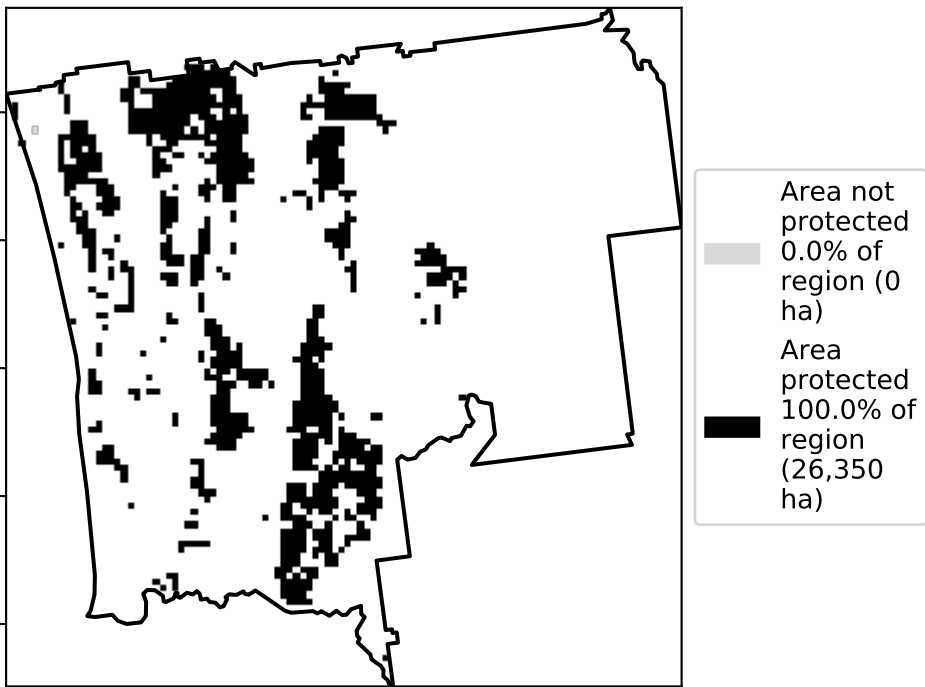 Area not
protected
0.0% of
region (0
ha)
Area
protected
100.0% of
region
(26,350
ha)